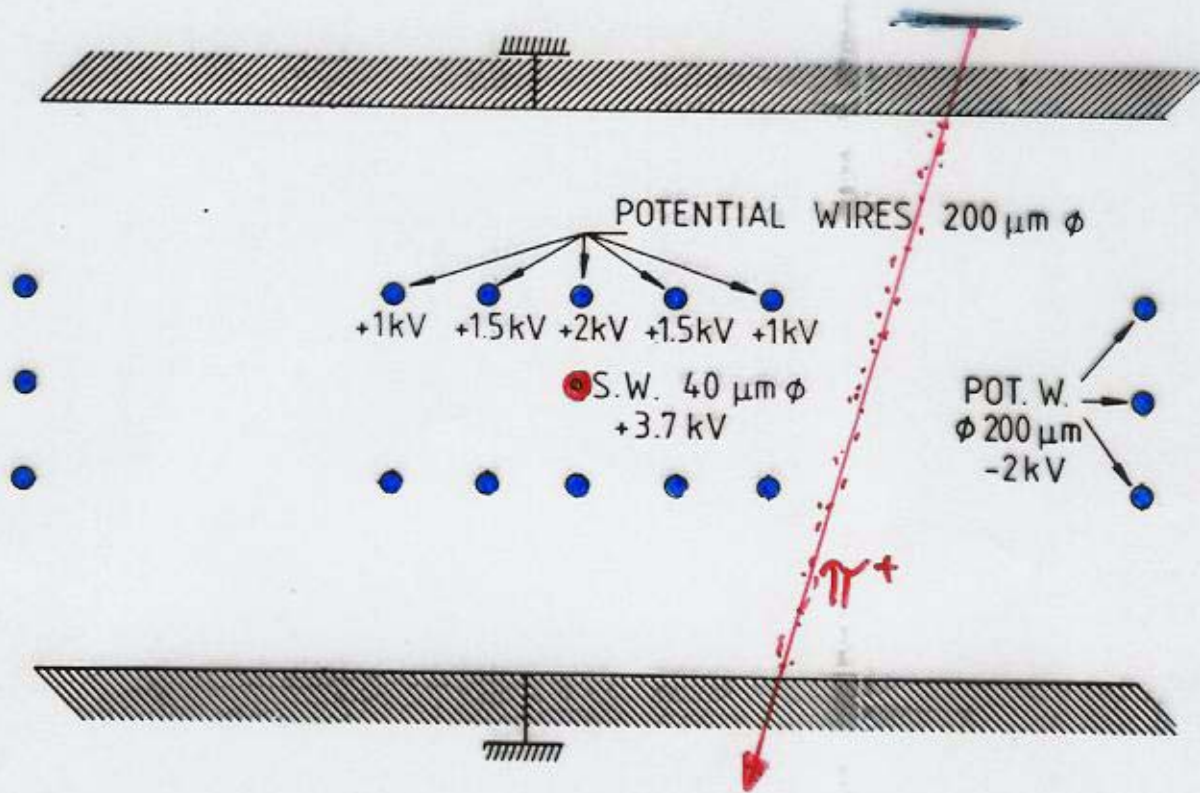 POTENTIAL WIRES 200 μm ϕ
+1kV +1.5kV +2kV +1.5kV +1kV
S.W. 40 μm ϕ
+3.7 kV
POT. W.
ϕ 200 μm
-2kV
π+